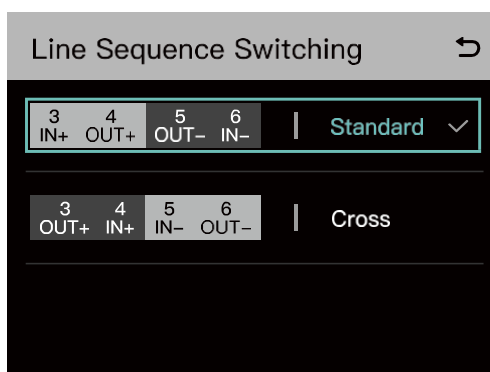 Line Sequence Switching
3 4 5 6
IN+ OUT+ OUT– IN– Standard
3 4 5 6
OUT+ IN+ IN– OUT– Cross